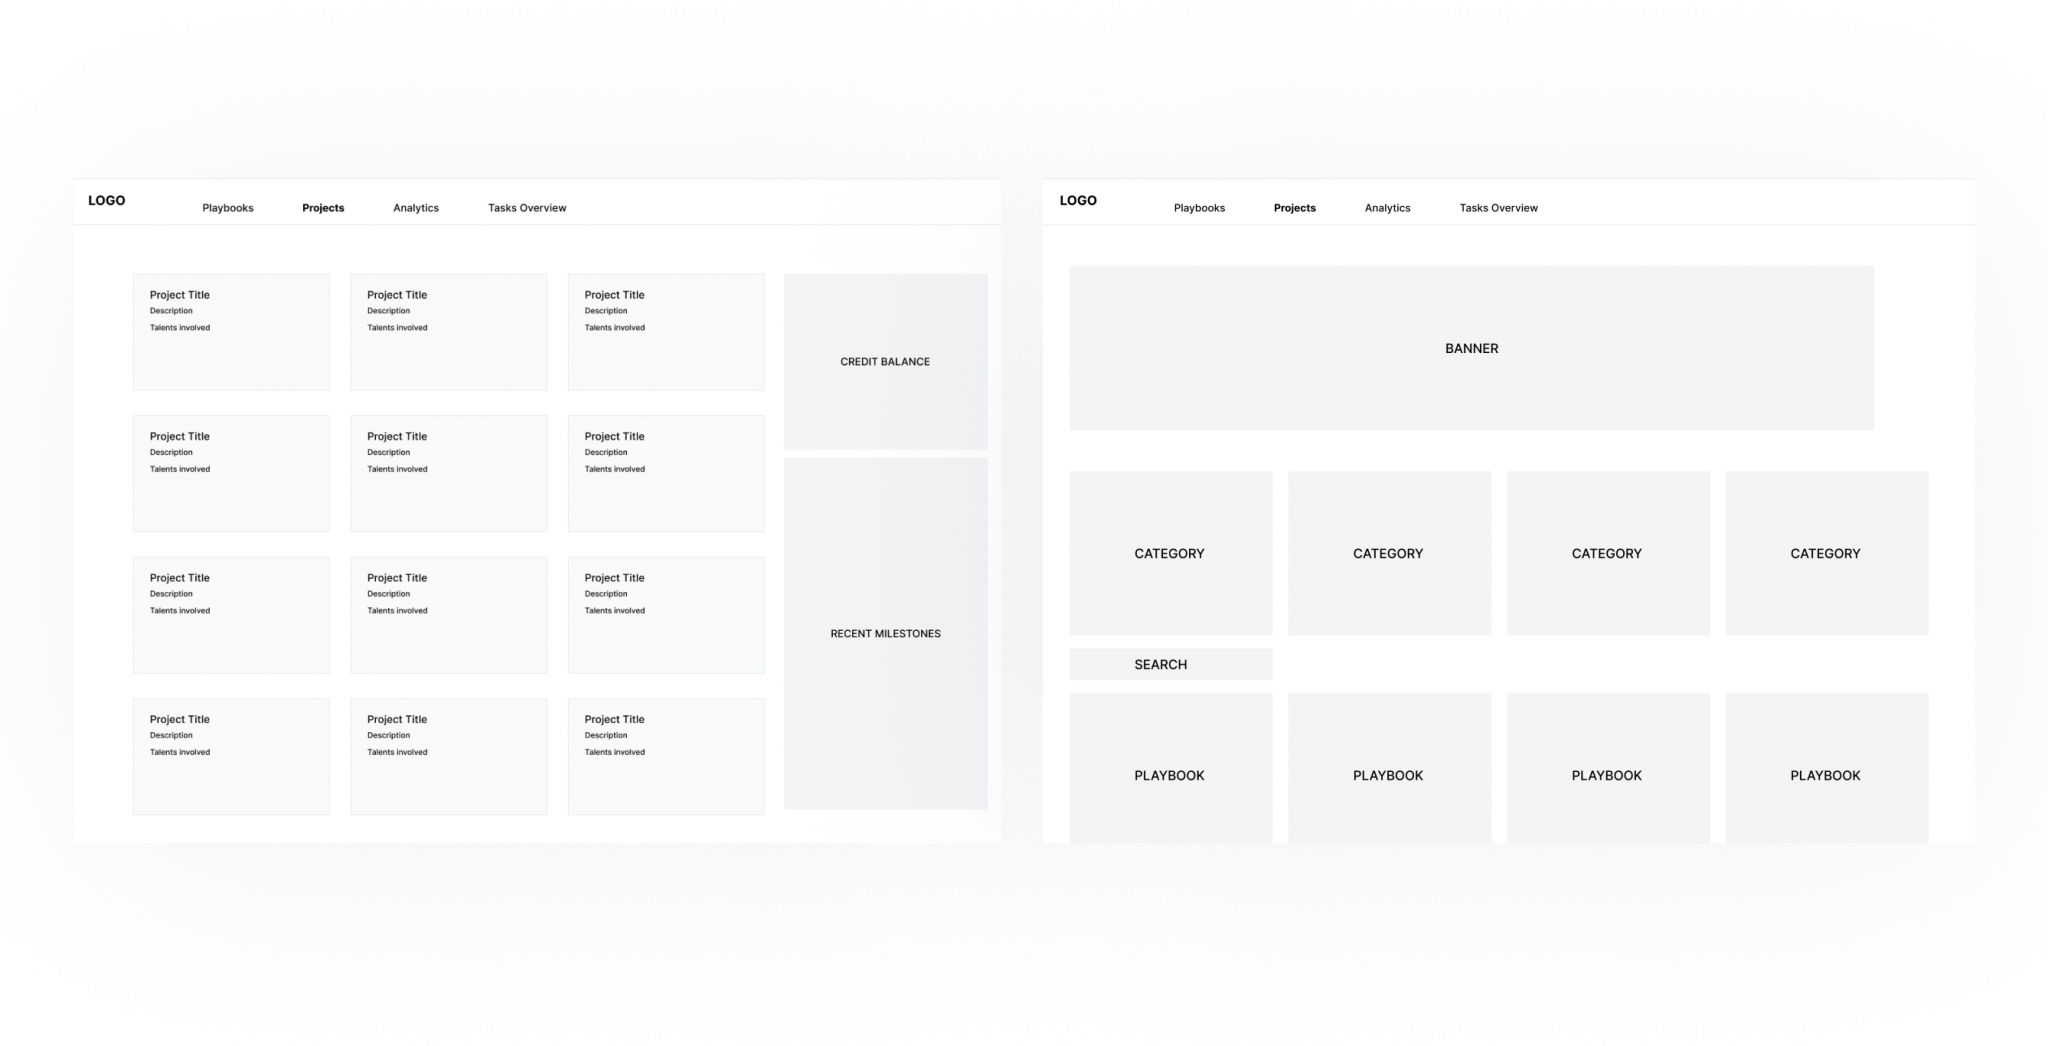 LOGO
Playbooks
Projects
Analytics
Tasks Overview
Project Title
Description
Talents involved
Project Title
Description
Talents involved
Project Title
Description
Talents involved
CREDIT BALANCE
Project Title
Description
Talents involved
Project Title
Description
Talents involved
Project Title
Description
Talents involved
Project Title
Description
Talents involved
Project Title
Description
Talents involved
Project Title
Description
Talents involved
RECENT MILESTONES
Project Title
Description
Talents involved
Project Title
Description
Talents involved
Project Title
Description
Talents involved
LOGO
Playbooks
Projects
Analytics
Tasks Overview
BANNER
CATEGORY
CATEGORY
CATEGORY
CATEGORY
SEARCH
PLAYBOOK
PLAYBOOK
PLAYBOOK
PLAYBOOK